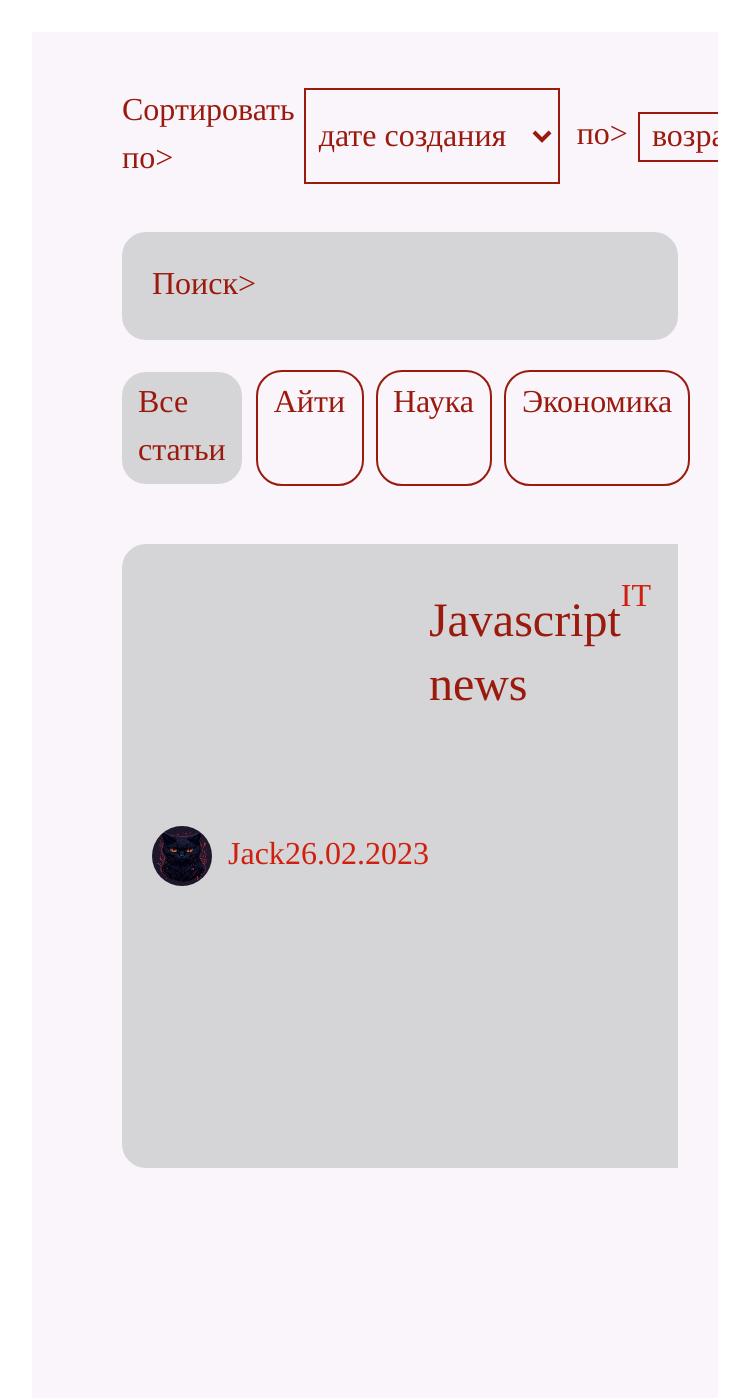 Сортировать
по>
дате создания
по>
возра
Поиск>
Все
статьи
Айти
Наука
Экономика
IT
Javascript
news
Jack26.02.2023